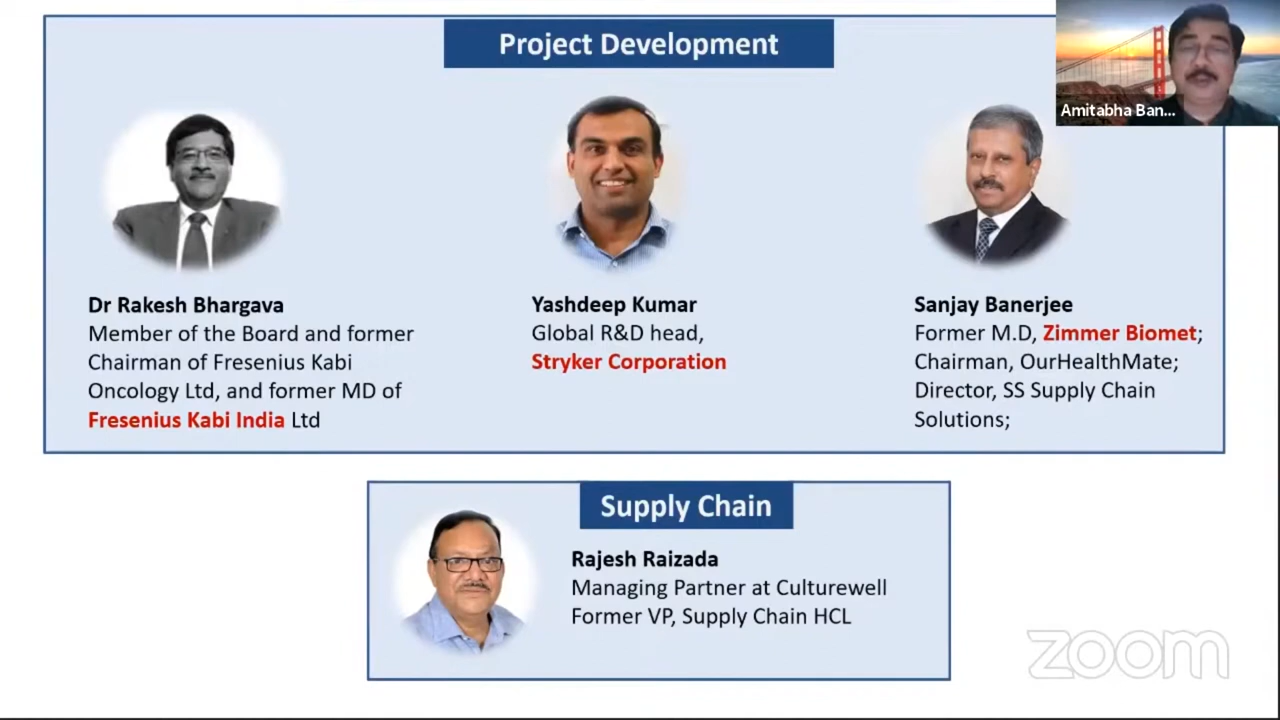 Project Development
Amitabha Ban...
Dr Rakesh Bhargava
Member of the Board and former
Chairman of Fresenius Kabi
Oncology Ltd, and former MD of
Fresenius Kabi India Ltd
Yashdeep Kumar
Global R&D head,
Stryker Corporation
Sanjay Banerjee
Former M.D, Zimmer Biomet;
Chairman, OurHealthMate;
Director, SS Supply Chain
Solutions;
Supply Chain
Rajesh Raizada
Managing Partner at Culturewell
Former VP, Supply Chain HCL
zoom